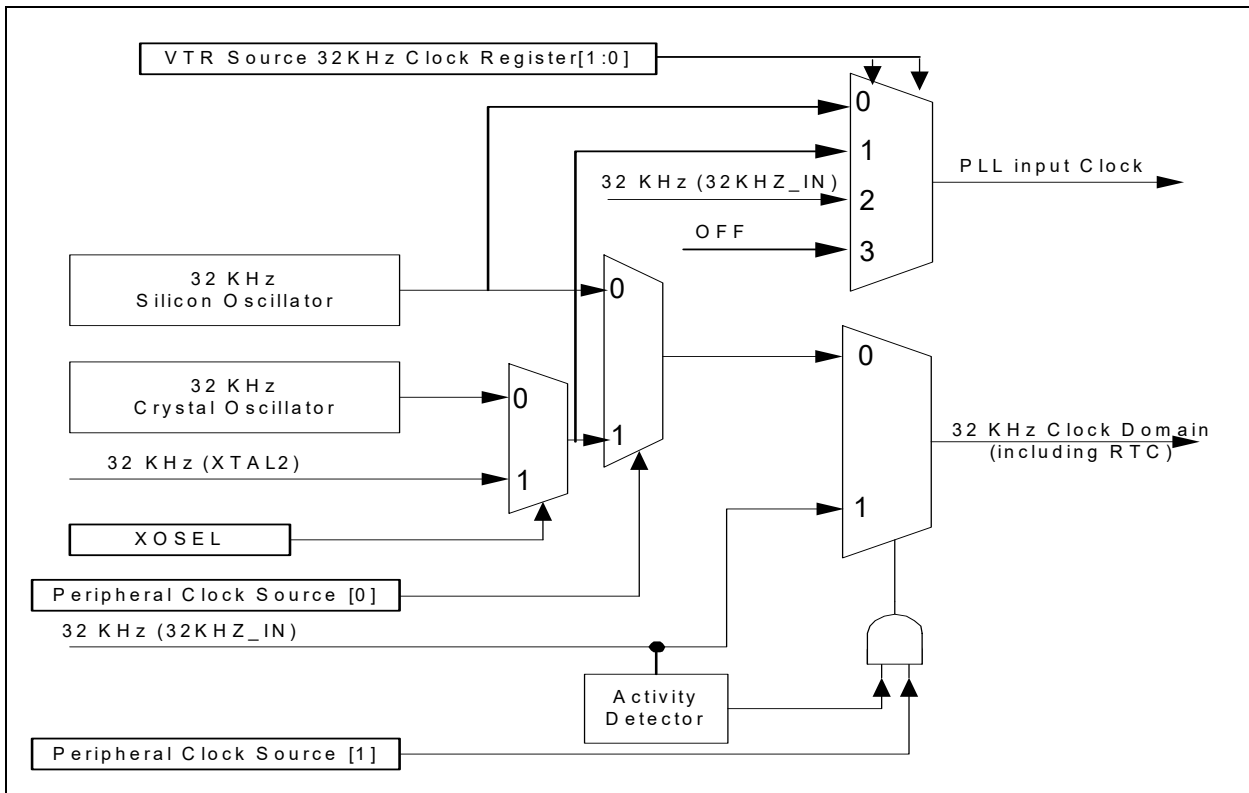 VTR Source 32KHz Clock Register[1:0]
0
1
32 KHz (32KHZ_IN)
2
PLL input Clock
OFF
3
32 KHz
Silicon Oscillator
0
0
32 KHz
Crystal Oscillator
0
1
32 KHz Clock Domain
(including RTC)
32 KHz (XTAL2)
1
1
XOSEL
Peripheral Clock Source [0]
32 KHz (32KHZ_IN)
Activity
Detector
Peripheral Clock Source [1]